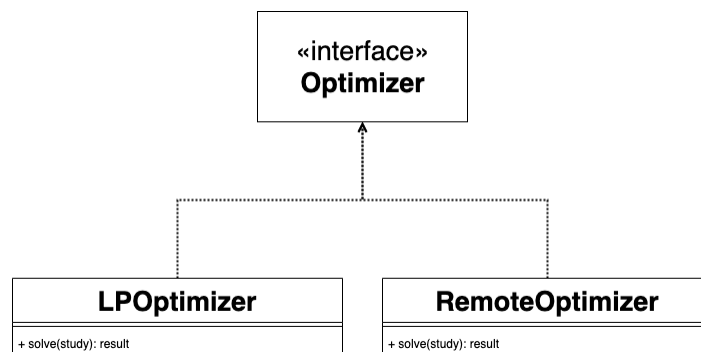 «interface»
Optimizer
LPOptimizer
RemoteOptimizer
+ solve(study): result
+ solve(study): result